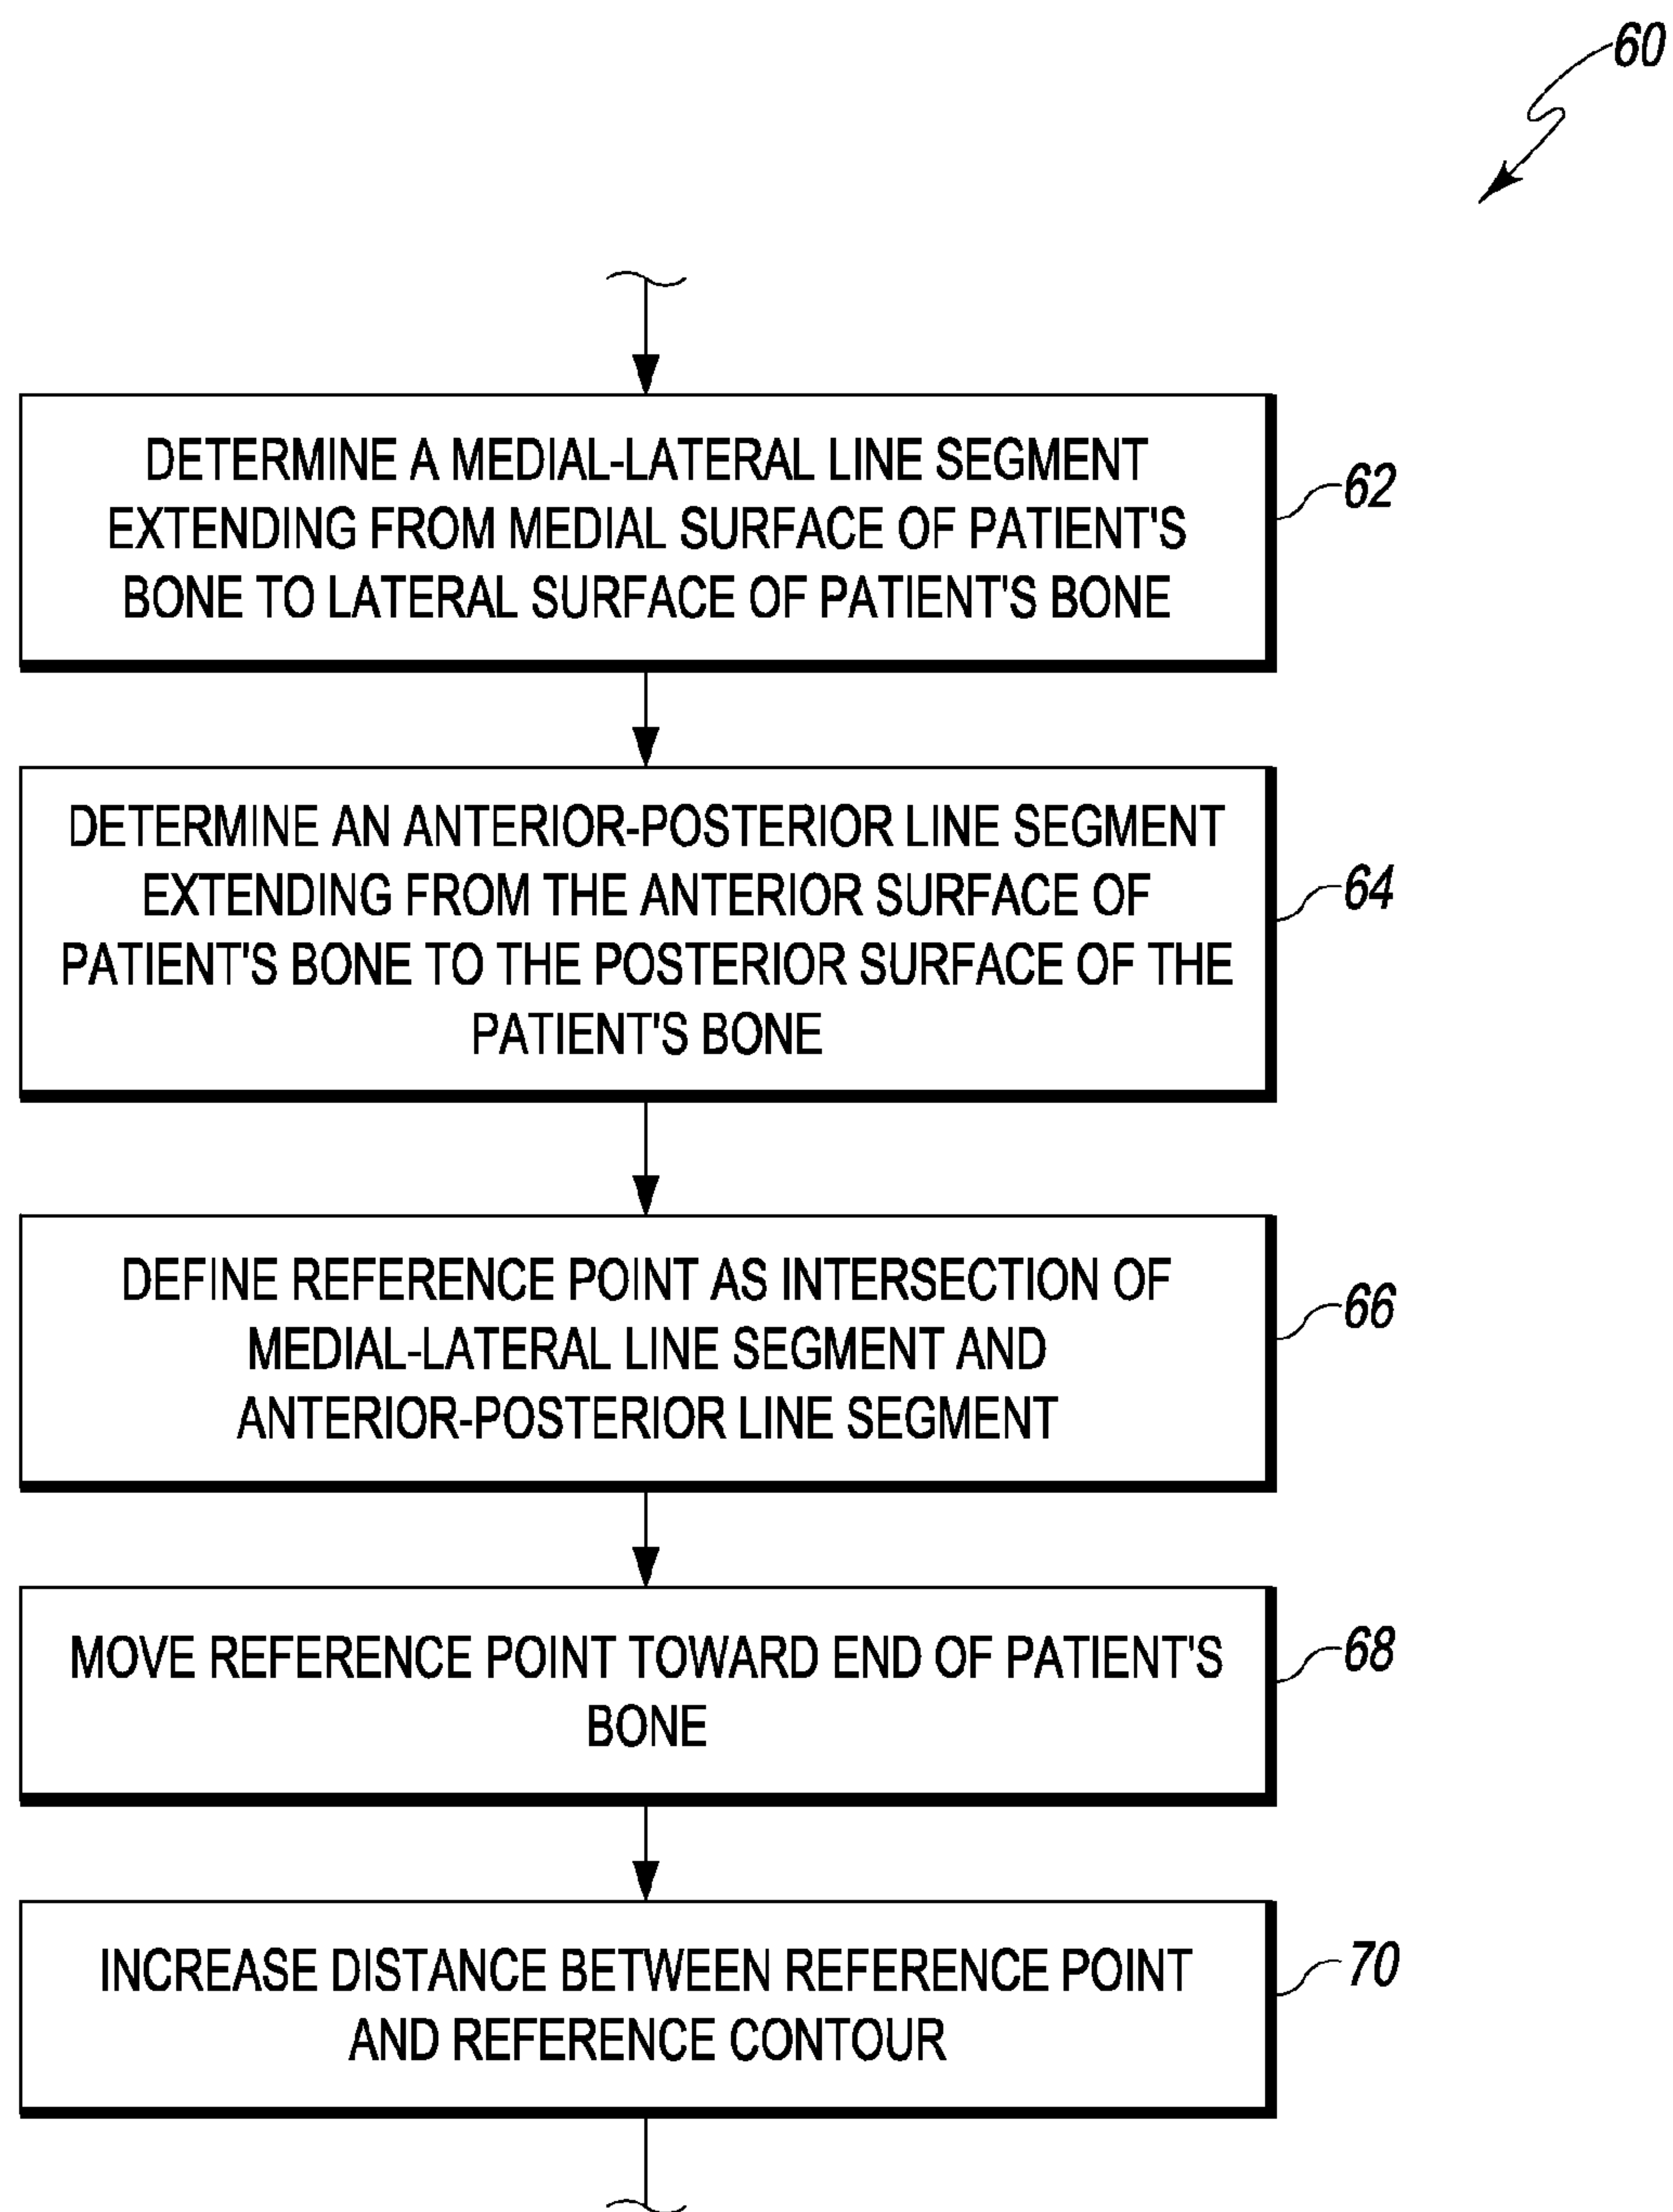 60
DETERMINE A MEDIAL-LATERAL LINE SEGMENT
EXTENDING FROM MEDIAL SURFACE OF PATIENT'S
BONE TO LATERAL SURFACE OF PATIENT'S BONE
62
DETERMINE AN ANTERIOR-POSTERIOR LINE SEGMENT
EXTENDING FROM THE ANTERIOR SURFACE OF
PATIENT'S BONE TO THE POSTERIOR SURFACE OF THE
PATIENT'S BONE
64
DEFINE REFERENCE POINT AS INTERSECTION OF
MEDIAL-LATERAL LINE SEGMENT AND
ANTERIOR-POSTERIOR LINE SEGMENT
66
MOVE REFERENCE POINT TOWARD END OF PATIENT'S
BONE
68
INCREASE DISTANCE BETWEEN REFERENCE POINT
AND REFERENCE CONTOUR
70